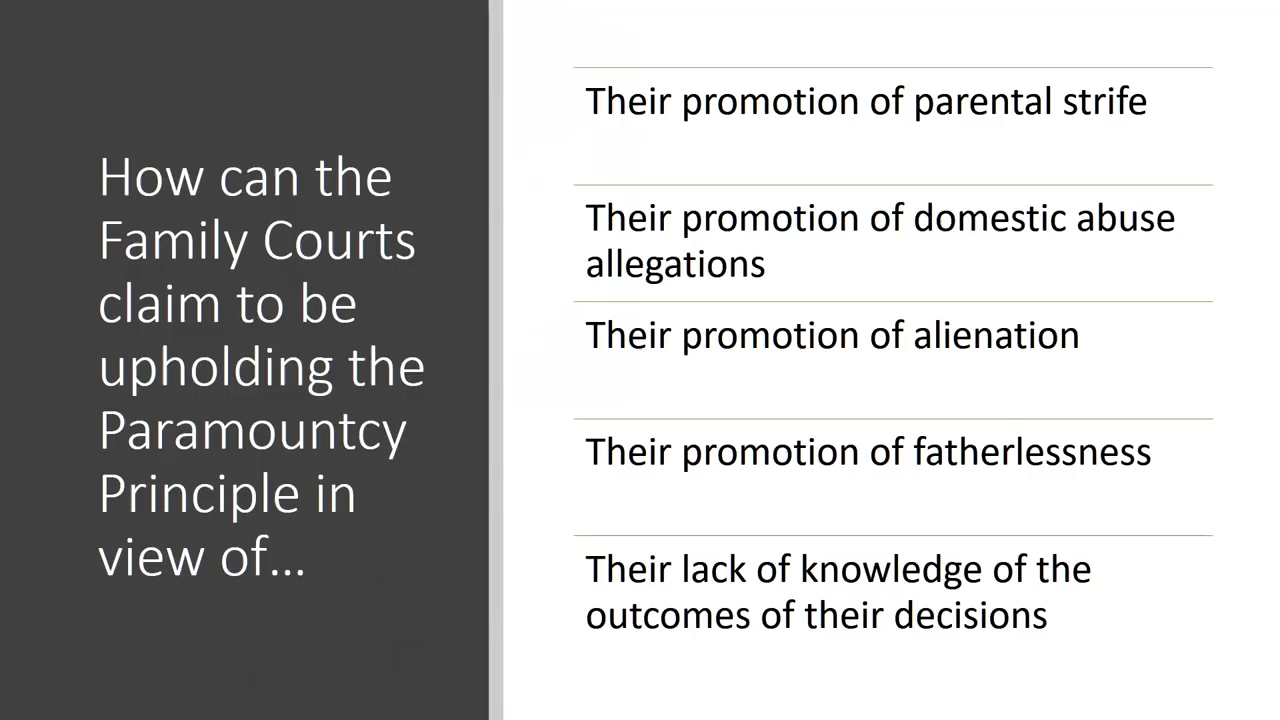 How can the
Family Courts
claim to be
upholding the
Paramountcy
Principle in
view of...
Their promotion of parental strife
Their promotion of domestic abuse
allegations
Their promotion of alienation
Their promotion of fatherlessness
Their lack of knowledge of the
outcomes of their decisions